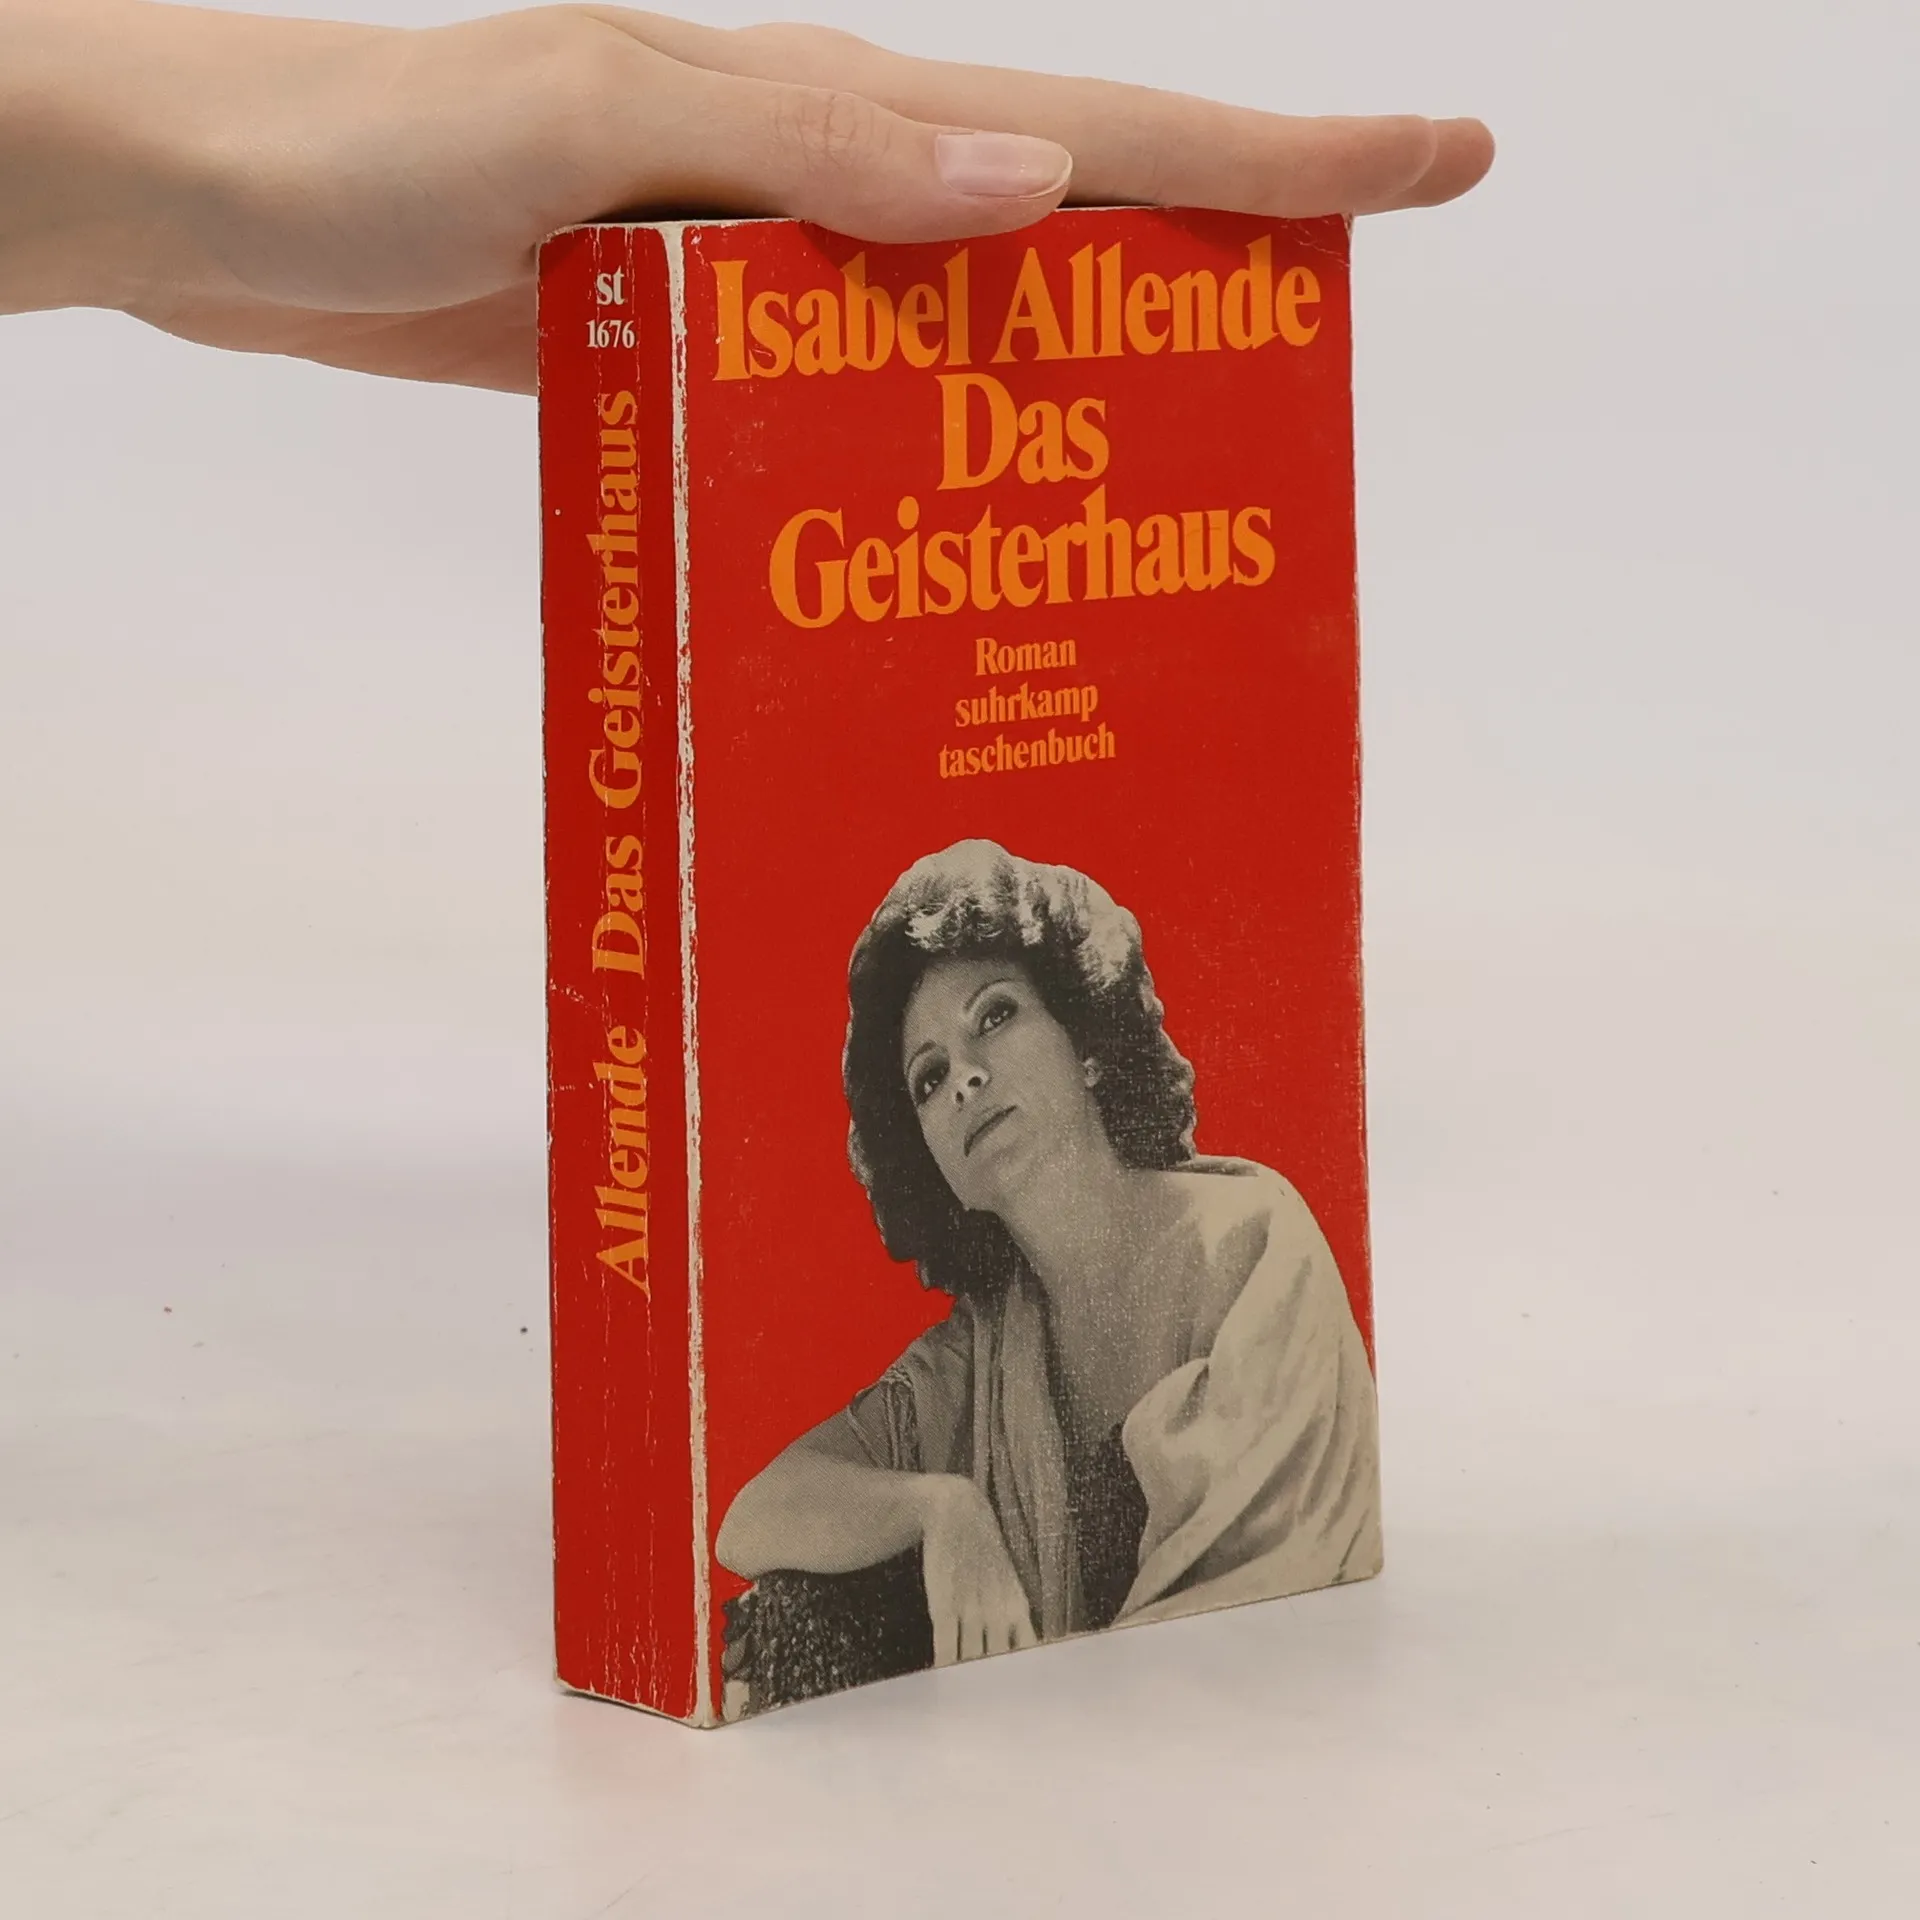 st
1676
Allende Das Geisterhaus
Isabel Allende
Das
Geisterhaus
Roman
suhrkamp
taschenbuch